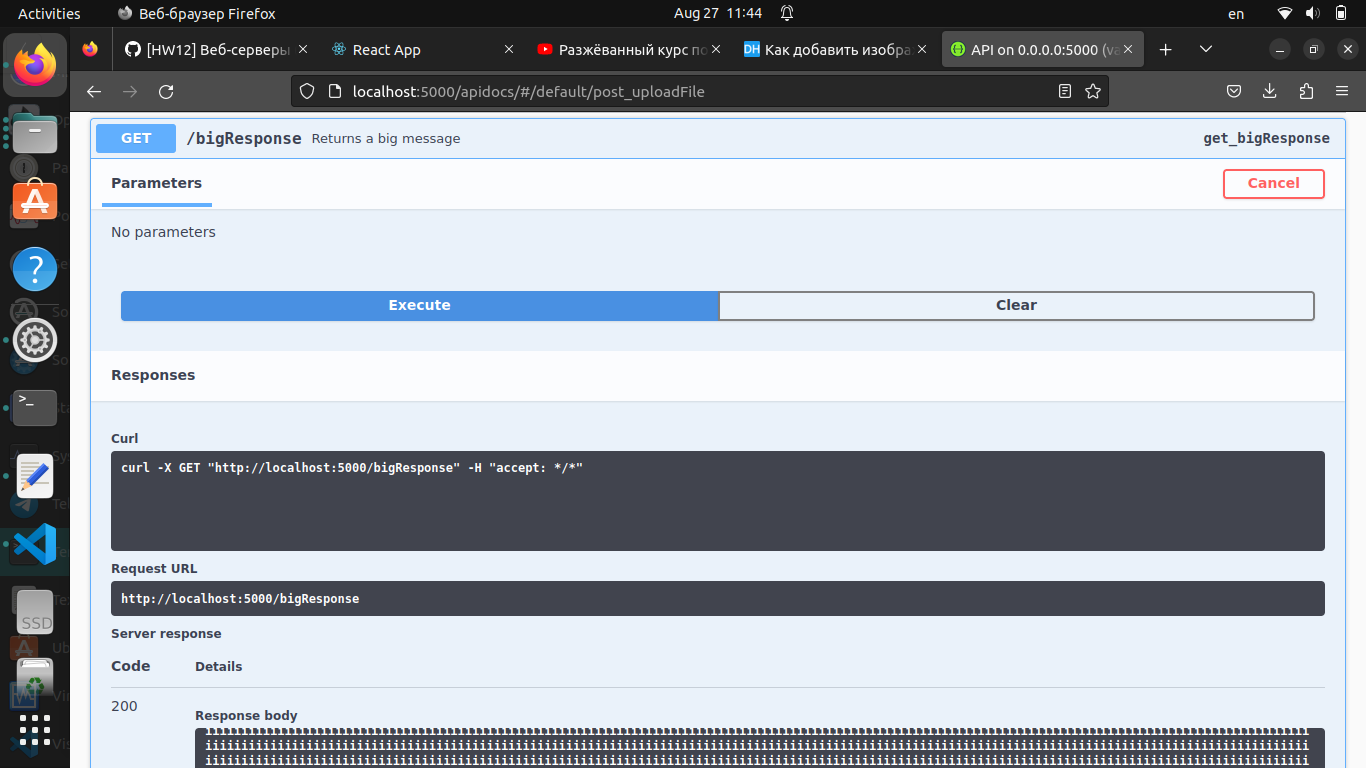 Activities
Веб-браузер Firefox
Aug 27 11:44
en
[HW12] Веб-серверы
React App
Разжёванный курс по
DH Как добавить изобра
API on 0.0.0.0:5000 (va
localhost:5000/apidocs/#/default/post_uploadFile
GET /bigResponse Returns a big message get_bigResponse
Parameters
Cancel
No parameters
Execute
Clear
Responses
Curl
curl -X GET "http://localhost:5000/bigResponse" -H "accept: */*"
Request URL
http://localhost:5000/bigResponse
Server response
Code Details
200
Response body
SSD